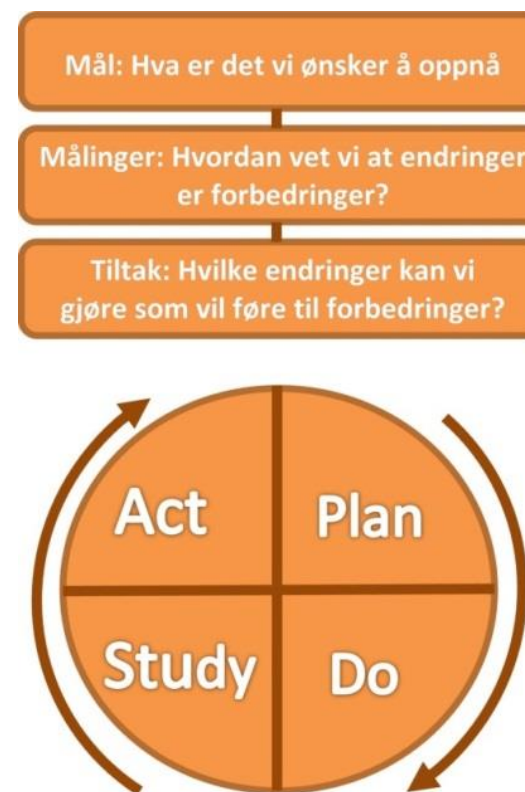 Mål: Hva er det vi ønsker å oppnå
Målinger: Hvordan vet vi at endringer
er forbedringer?
Tiltak: Hvilke endringer kan vi
gjøre som vil føre til forbedringer?
Act
Plan
Study
Do